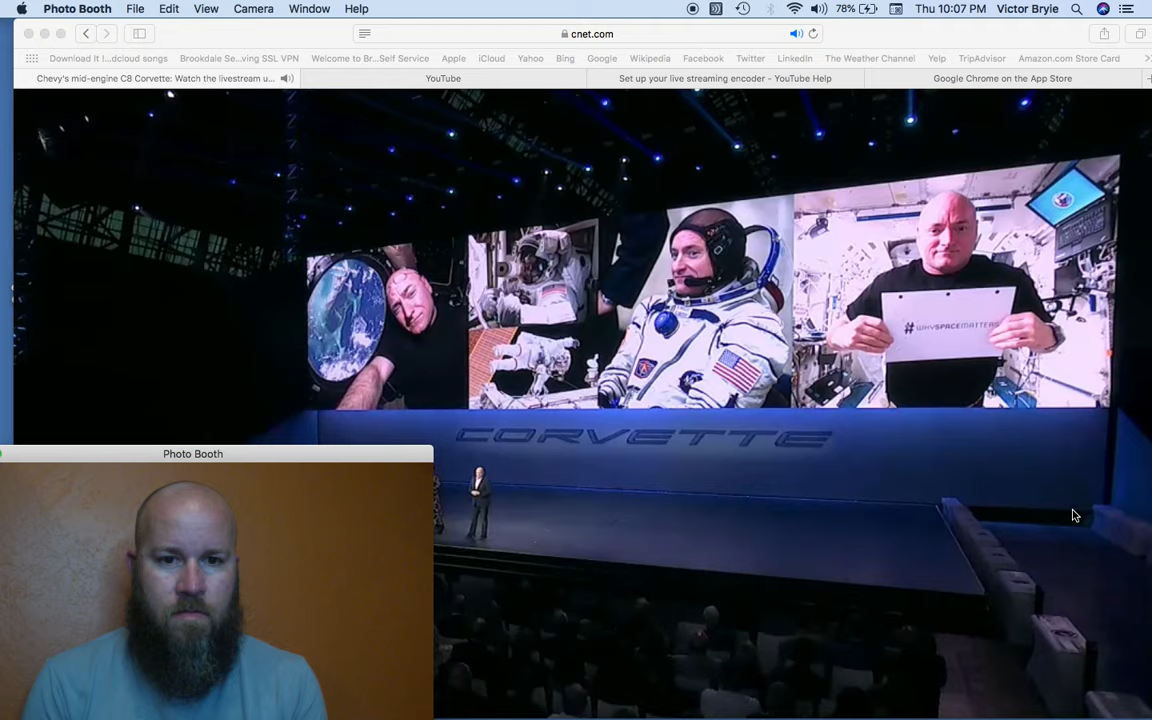 Photo Booth File Edit View Camera Window Help 78% Thu 10:07 PM Victor Bryie
cnet.com
Download It I...dcloud songs Brookdale Se...ving SSL VPN Welcome to Br...Self Service Apple iCloud Yahoo Bing Google Wikipedia Facebook Twitter LinkedIn The Weather Channel Yelp TripAdvisor Amazon.com Store Card
Chevy's mid-engine C8 Corvette: Watch the livestream u... YouTube Set up your live streaming encoder - YouTube Help Google Chrome on the App Store
#WHYSPACEMATTERS
CORVETTE
Photo Booth